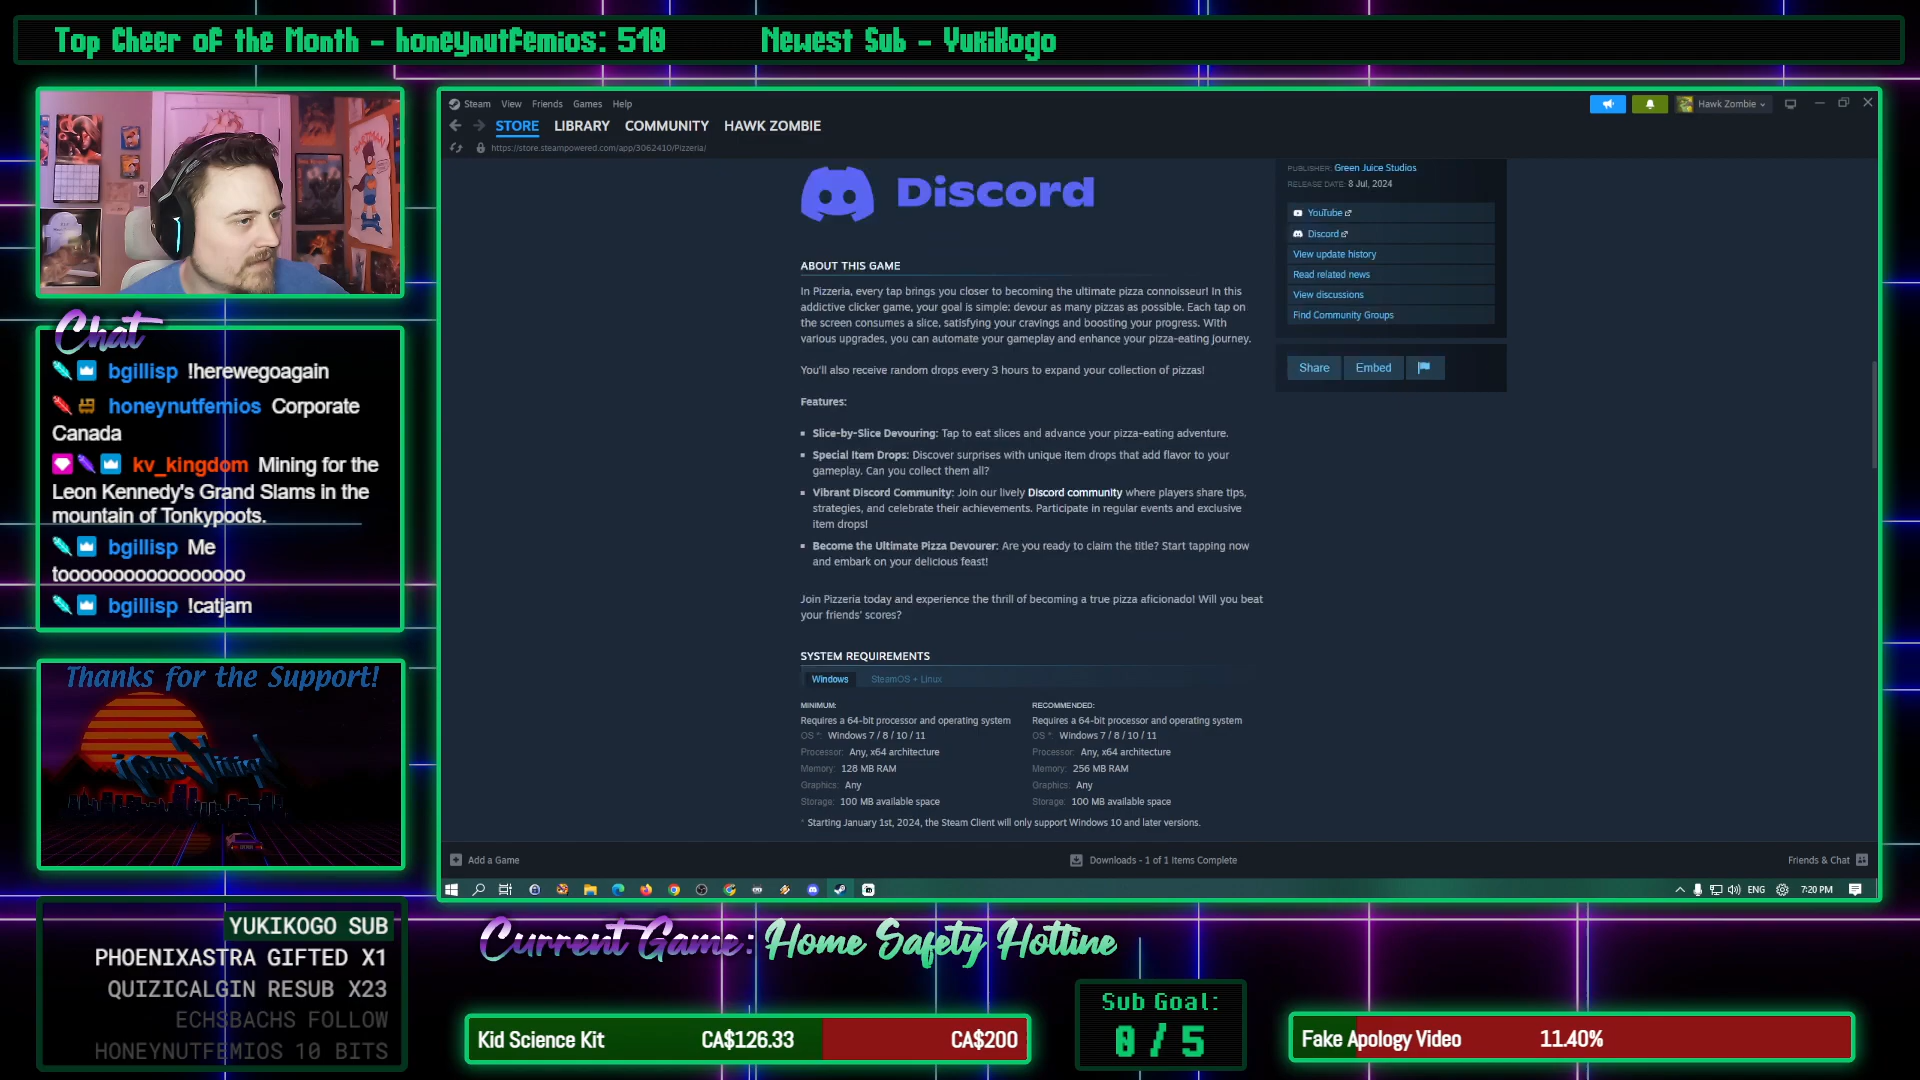 Top Cheer of the Month - honeynutfemios: 510
Newest Sub - YukiKogo
Steam View Friends Games Help
Hawk Zombie
STORE LIBRARY COMMUNITY HAWK ZOMBIE
https://store.steampowered.com/app/3062410/Pizzeria/
Chat
bgillisp !herewegoagain
honeynutfemios Corporate
Canada
kv_kingdom Mining for the
Leon Kennedy's Grand Slams in the
mountain of Tonkypoots.
bgillisp Me
tooooooooooooooooo
bgillisp !catjam
Discord
ABOUT THIS GAME
In Pizzeria, every tap brings you closer to becoming the ultimate pizza connoisseur! In this
addictive clicker game, your goal is simple: devour as many pizzas as possible. Each tap on
the screen consumes a slice, satisfying your cravings and boosting your progress. With
various upgrades, you can automate your gameplay and enhance your pizza-eating journey.
You'll also receive random drops every 3 hours to expand your collection of pizzas!
Features:
Slice-by-Slice Devouring: Tap to eat slices and advance your pizza-eating adventure.
Special Item Drops: Discover surprises with unique item drops that add flavor to your
gameplay. Can you collect them all?
Vibrant Discord Community: Join our lively Discord community where players share tips,
strategies, and celebrate their achievements. Participate in regular events and exclusive
item drops!
Become the Ultimate Pizza Devourer: Are you ready to claim the title? Start tapping now
and embark on your delicious feast!
Join Pizzeria today and experience the thrill of becoming a true pizza aficionado! Will you beat
your friends' scores?
SYSTEM REQUIREMENTS
Windows SteamOS + Linux
MINIMUM:
Requires a 64-bit processor and operating system
OS *: Windows 7 / 8 / 10 / 11
Processor: Any, x64 architecture
Memory: 128 MB RAM
Graphics: Any
Storage: 100 MB available space
RECOMMENDED:
Requires a 64-bit processor and operating system
OS *: Windows 7 / 8 / 10 / 11
Processor: Any, x64 architecture
Memory: 256 MB RAM
Graphics: Any
Storage: 100 MB available space
* Starting January 1st, 2024, the Steam Client will only support Windows 10 and later versions.
PUBLISHER: Green Juice Studios
RELEASE DATE: 8 Jul, 2024
YouTube
Discord
View update history
Read related news
View discussions
Find Community Groups
Share Embed
Add a Game
Downloads - 1 of 1 Items Complete
Friends & Chat
ENG 7:20 PM
Thanks for the Support!
YUKIKOGO SUB
PHOENIXASTRA GIFTED X1
QUIZICALGIN RESUB X23
ECHSBACHS FOLLOW
HONEYNUTFEMIOS 10 BITS
Current Game: Home Safety Hotline
Kid Science Kit CA$126.33 CA$200
Sub Goal:
0 / 5
Fake Apology Video 11.40%